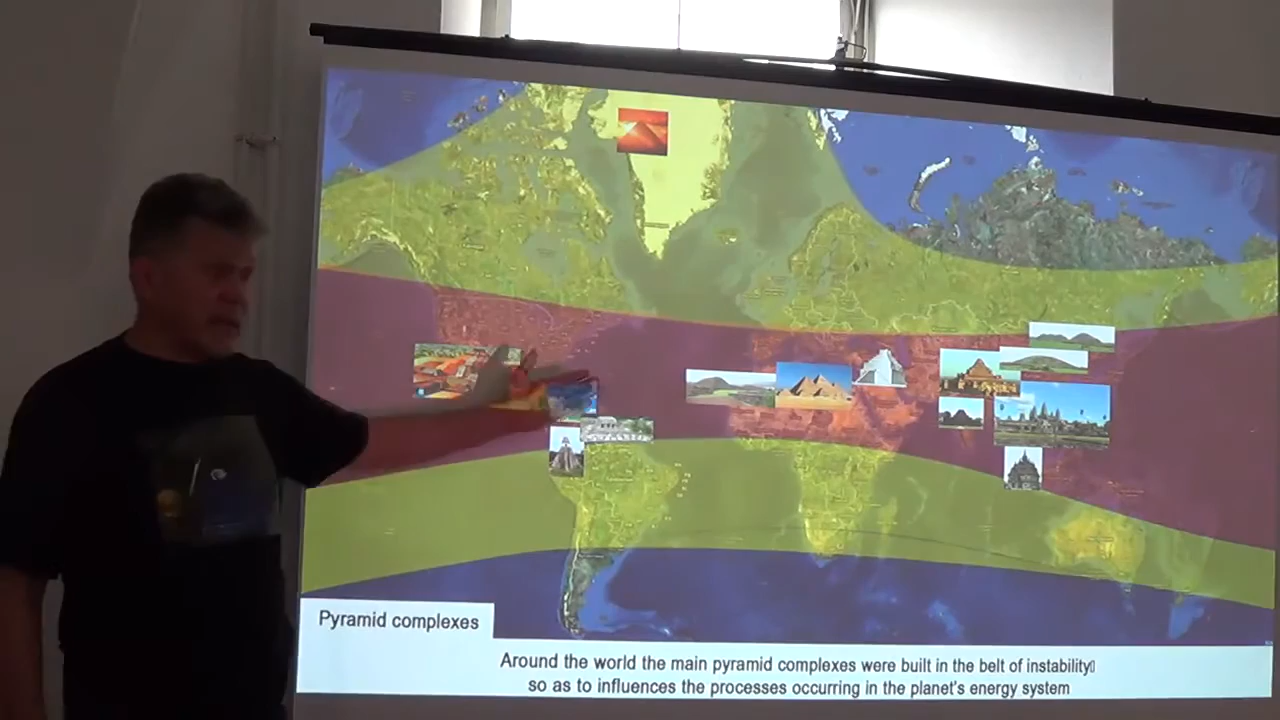 Pyramid complexes
Around the world the main pyramid complexes were built in the belt of instability
so as to influences the processes occurring in the planet's energy system